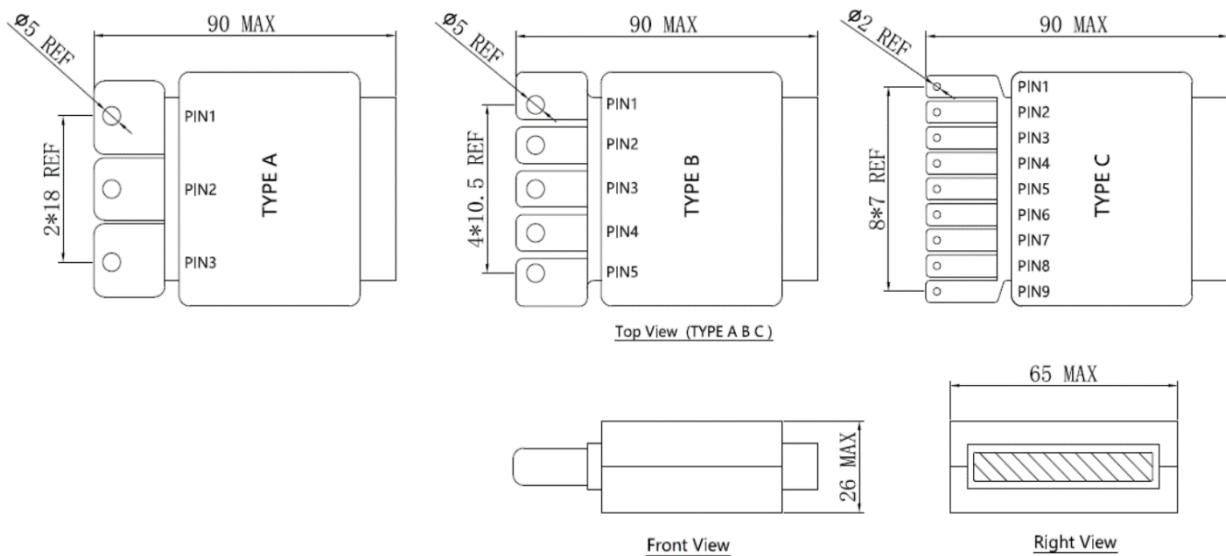 90 MAX
ø5 REF
2*18 REF
PIN1
PIN2
PIN3
TYPE A
90 MAX
ø5 REF
4*10.5 REF
PIN1
PIN2
PIN3
PIN4
PIN5
TYPE B
90 MAX
ø2 REF
8*7 REF
PIN1
PIN2
PIN3
PIN4
PIN5
PIN6
PIN7
PIN8
PIN9
TYPE C
Top View (TYPE A B C )
26 MAX
Front View
65 MAX
Right View